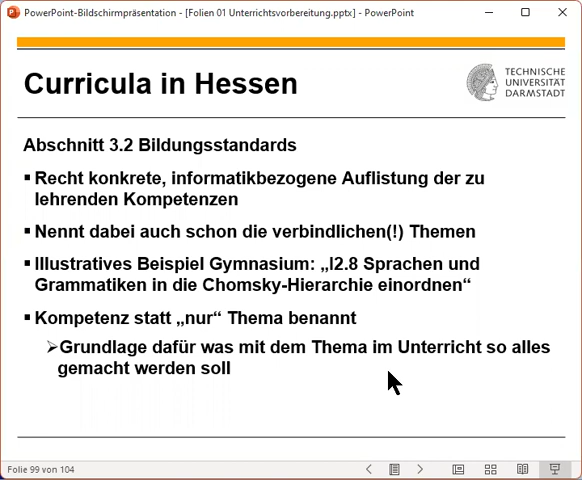 PowerPoint-Bildschirmpräsentation - [Folien 01 Unterrichtsvorbereitung.pptx] - PowerPoint
Curricula in Hessen
TECHNISCHE
UNIVERSITÄT
DARMSTADT
Abschnitt 3.2 Bildungsstandards
▪ Recht konkrete, informatikbezogene Auflistung der zu
lehrenden Kompetenzen
▪ Nennt dabei auch schon die verbindlichen(!) Themen
▪ Illustratives Beispiel Gymnasium: „I2.8 Sprachen und
Grammatiken in die Chomsky-Hierarchie einordnen“
▪ Kompetenz statt „nur“ Thema benannt
➢Grundlage dafür was mit dem Thema im Unterricht so alles
gemacht werden soll
Folie 99 von 104